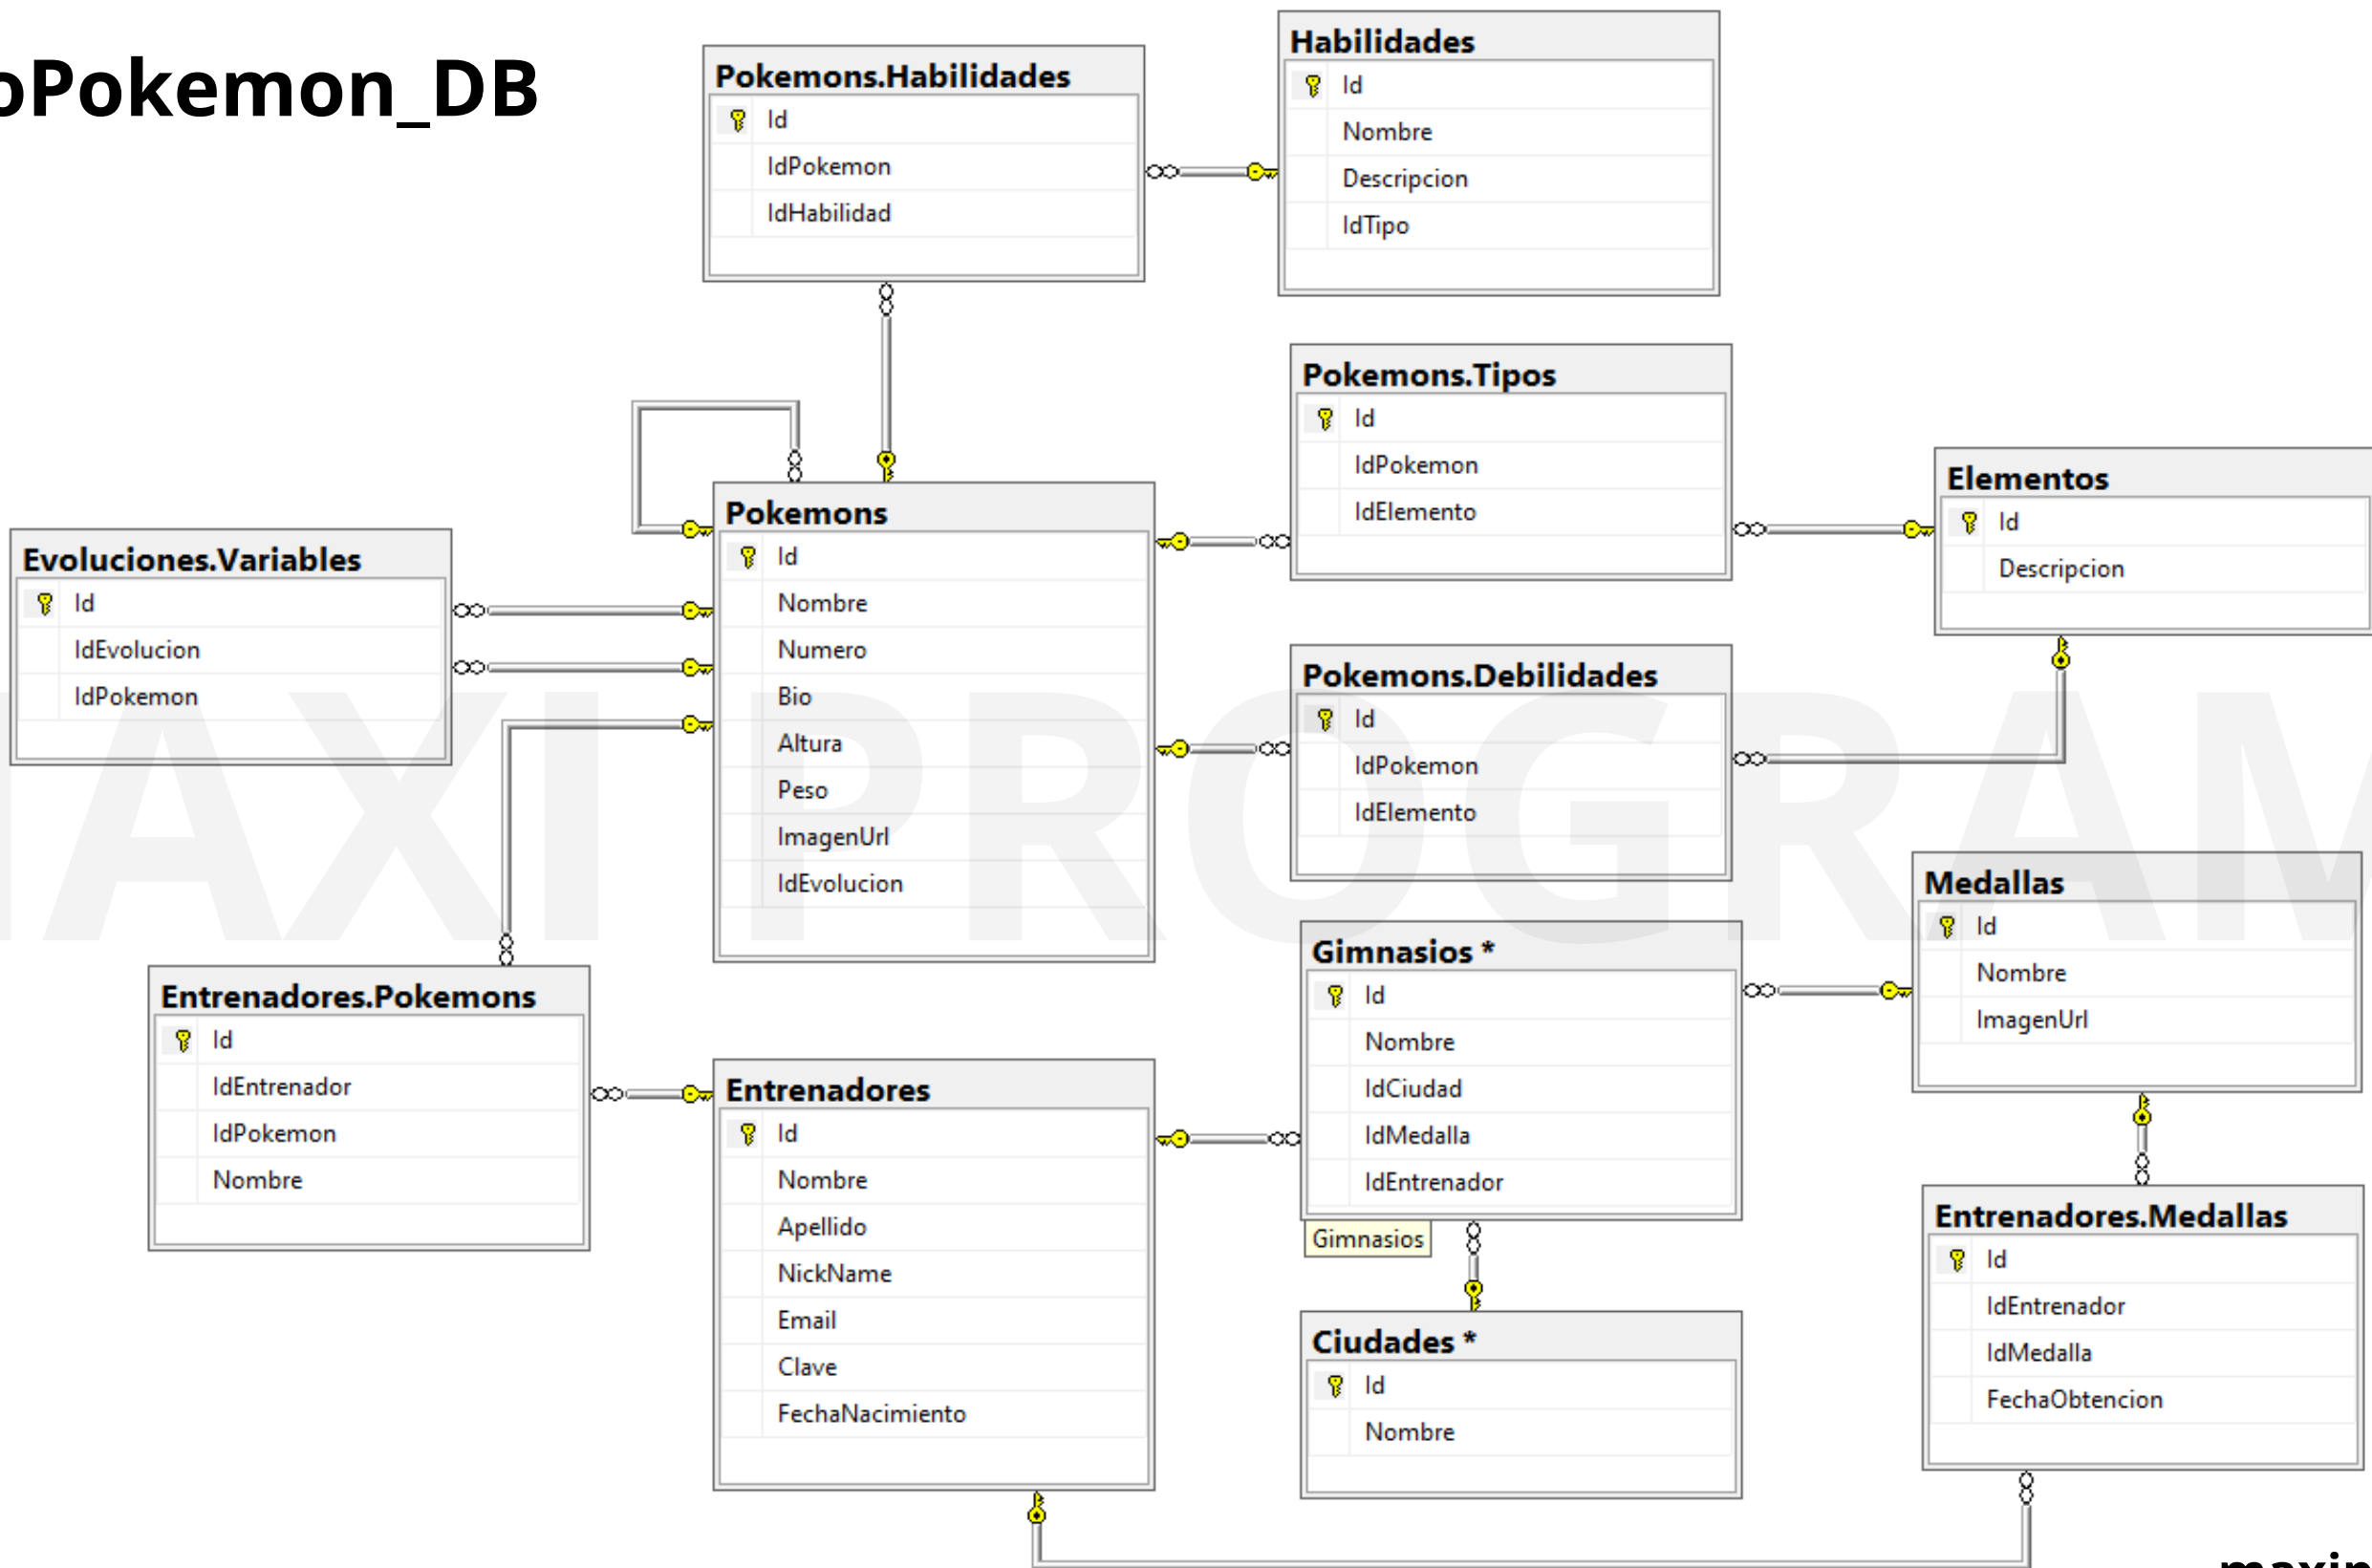 oPokemon_DB
Pokemons.Habilidades
Id
IdPokemon
IdHabilidad
Habilidades
Id
Nombre
Descripcion
IdTipo
Pokemons.Tipos
Id
IdPokemon
IdElemento
Elementos
Id
Descripcion
Evoluciones.Variables
Id
IdEvolucion
IdPokemon
Pokemons
Id
Nombre
Numero
Bio
Altura
Peso
ImagenUrl
IdEvolucion
Pokemons.Debilidades
Id
IdPokemon
IdElemento
Medallas
Id
Nombre
ImagenUrl
Gimnasios *
Id
Nombre
IdCiudad
IdMedalla
IdEntrenador
Gimnasios
Entrenadores.Pokemons
Id
IdEntrenador
IdPokemon
Nombre
Entrenadores
Id
Nombre
Apellido
NickName
Email
Clave
FechaNacimiento
Ciudades *
Id
Nombre
Entrenadores.Medallas
Id
IdEntrenador
IdMedalla
FechaObtencion
AXI PROGRAM